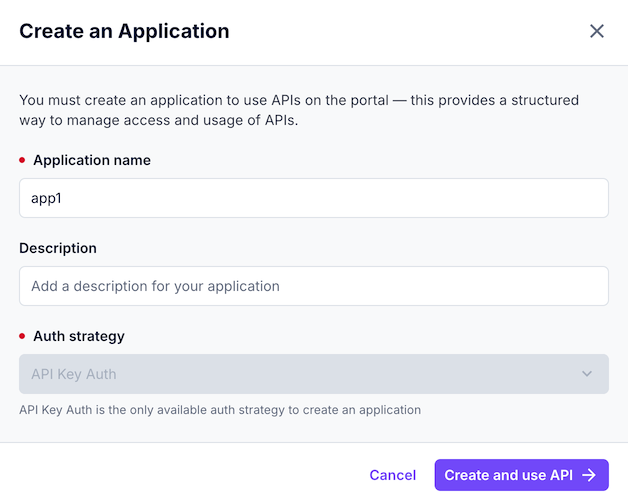 Create an Application
You must create an application to use APIs on the portal — this provides a structured
way to manage access and usage of APIs.
Application name
app1
Description
Add a description for your application
Auth strategy
API Key Auth
API Key Auth is the only available auth strategy to create an application
Cancel
Create and use API